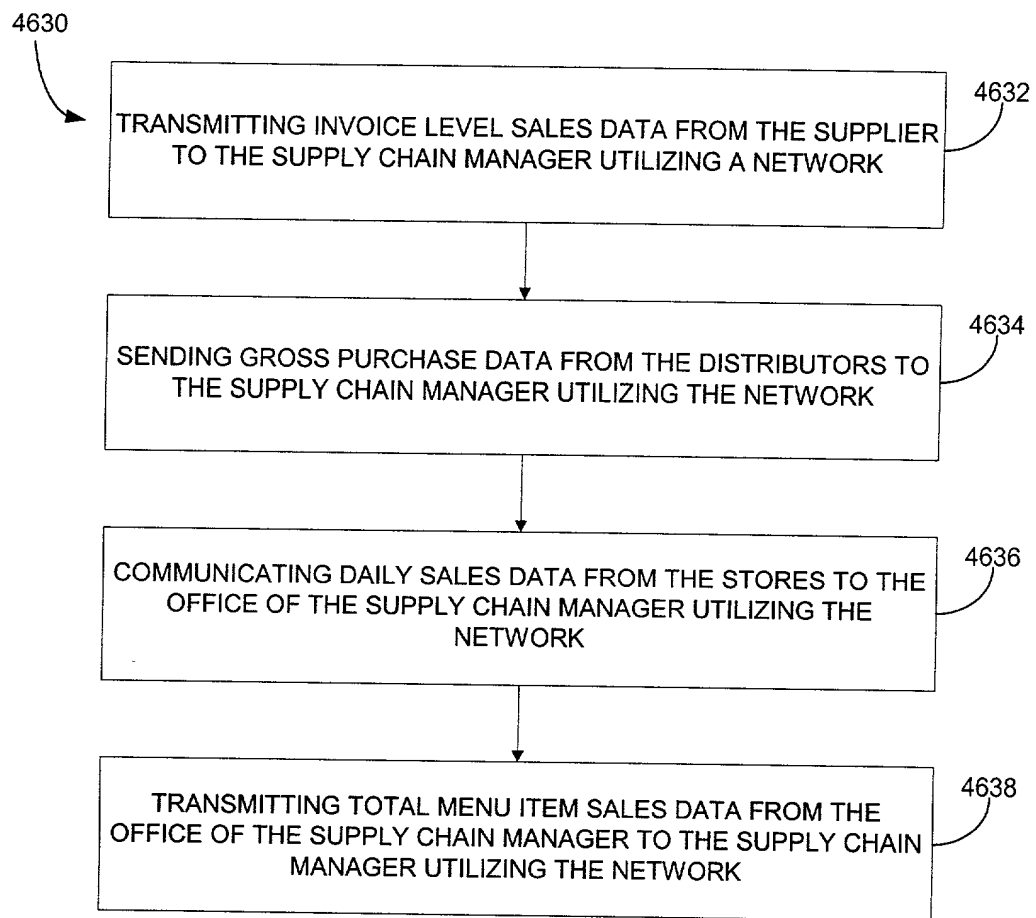 4630
4632
TRANSMITTING INVOICE LEVEL SALES DATA FROM THE SUPPLIER
TO THE SUPPLY CHAIN MANAGER UTILIZING A NETWORK
4634
SENDING GROSS PURCHASE DATA FROM THE DISTRIBUTORS TO
THE SUPPLY CHAIN MANAGER UTILIZING THE NETWORK
4636
COMMUNICATING DAILY SALES DATA FROM THE STORES TO THE
OFFICE OF THE SUPPLY CHAIN MANAGER UTILIZING THE
NETWORK
4638
TRANSMITTING TOTAL MENU ITEM SALES DATA FROM THE
OFFICE OF THE SUPPLY CHAIN MANAGER TO THE SUPPLY CHAIN
MANAGER UTILIZING THE NETWORK